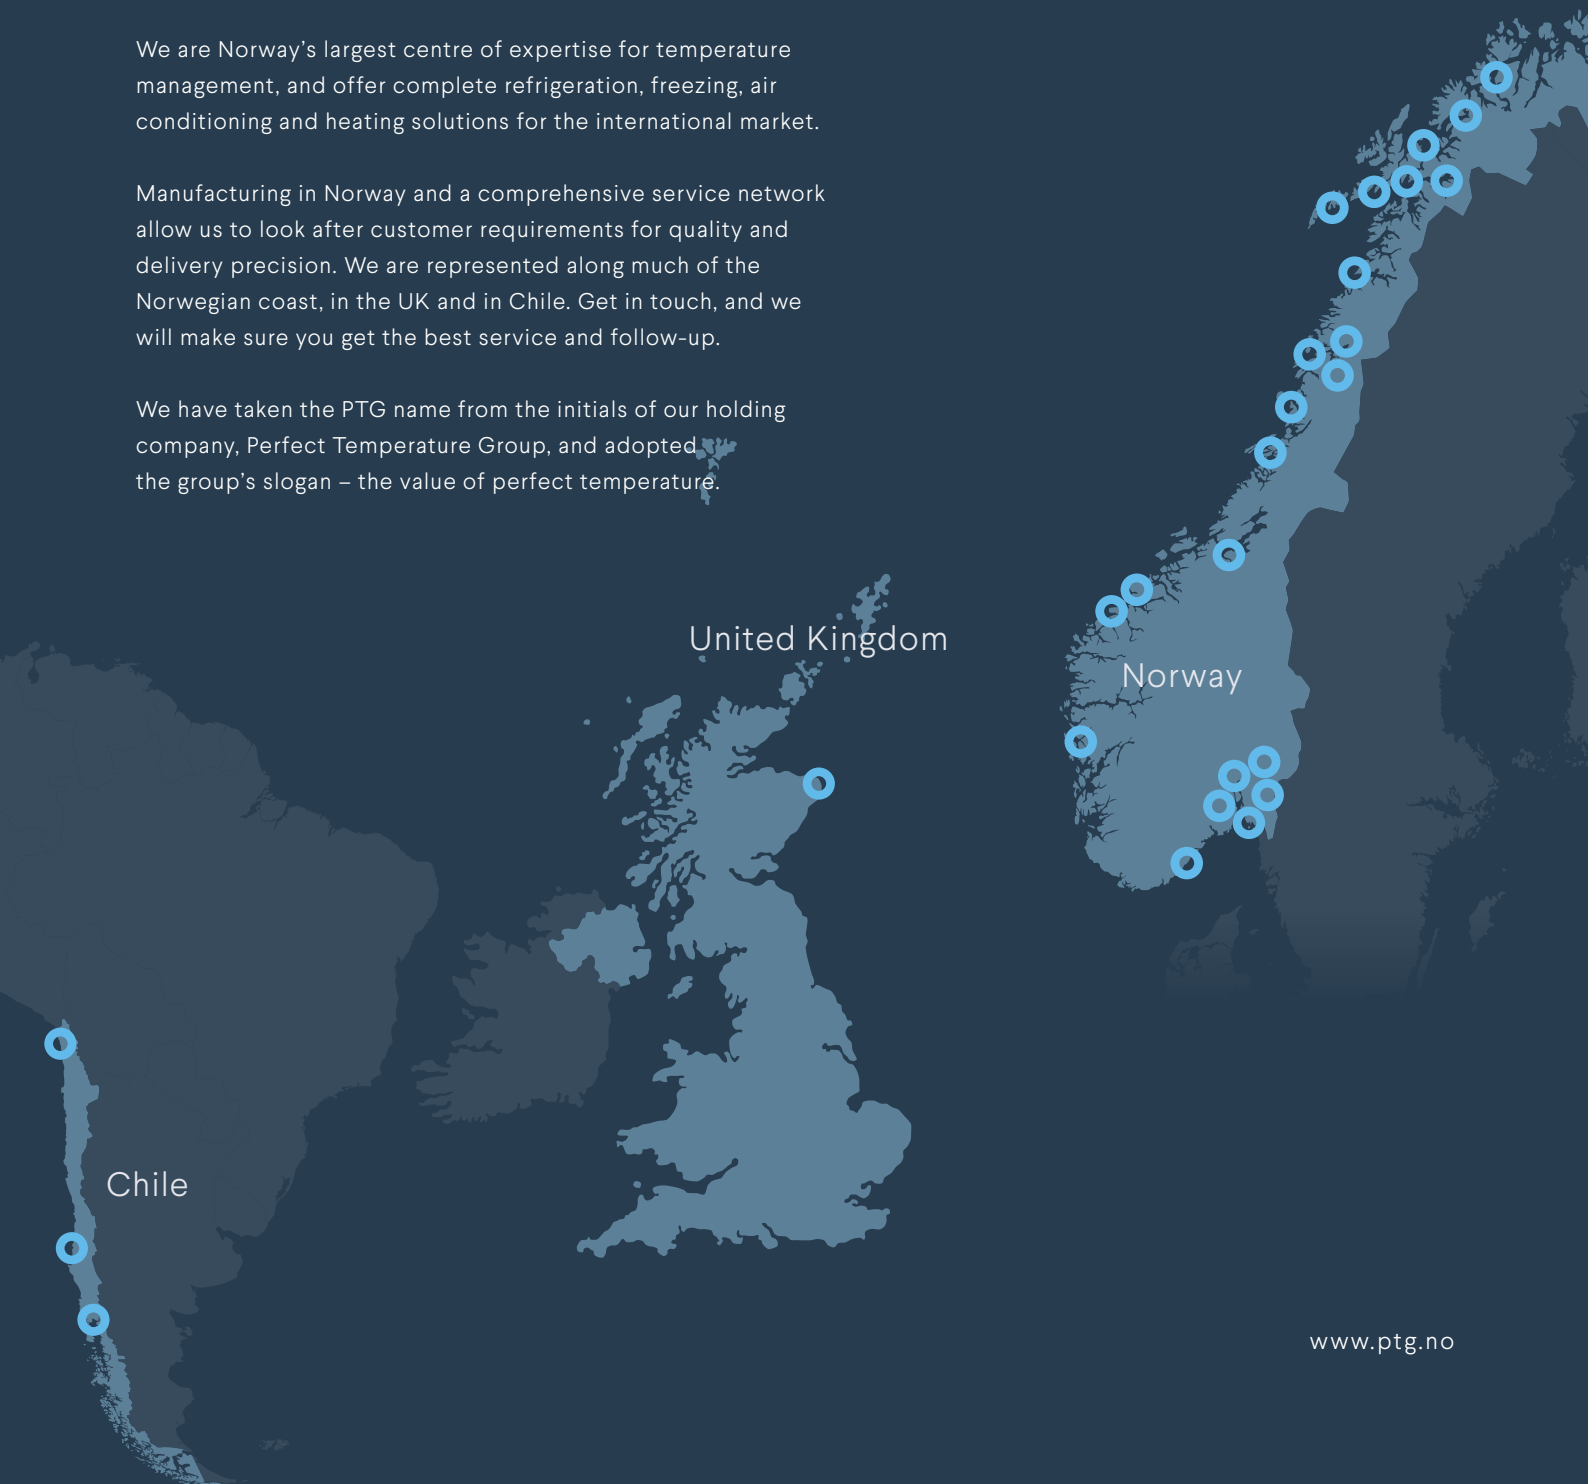 We are Norway’s largest centre of expertise for temperature
management, and offer complete refrigeration, freezing, air
conditioning and heating solutions for the international market.
Manufacturing in Norway and a comprehensive service network
allow us to look after customer requirements for quality and
delivery precision. We are represented along much of the
Norwegian coast, in the UK and in Chile. Get in touch, and we
will make sure you get the best service and follow-up.
We have taken the PTG name from the initials of our holding
company, Perfect Temperature Group, and adopted
the group’s slogan – the value of perfect temperature.
United Kingdom
Norway
Chile
www.ptg.no